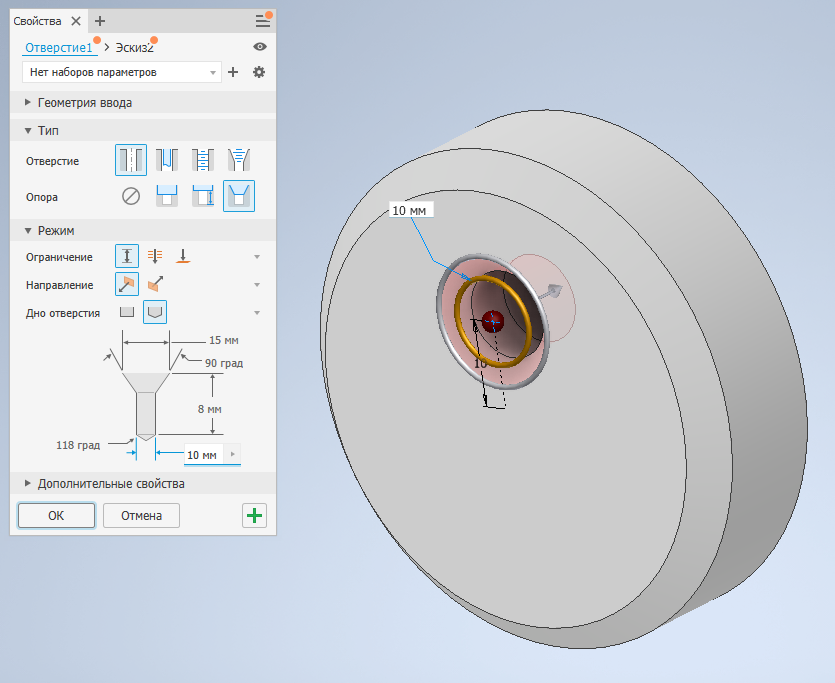 Свойства
Отверстие1 > Эскиз2
Нет наборов параметров
Геометрия ввода
Тип
Отверстие
Опора
Режим
Ограничение
Направление
Дно отверстия
15 мм
90 град
8 мм
118 град
10 мм
Дополнительные свойства
ОК
Отмена
10 мм
10